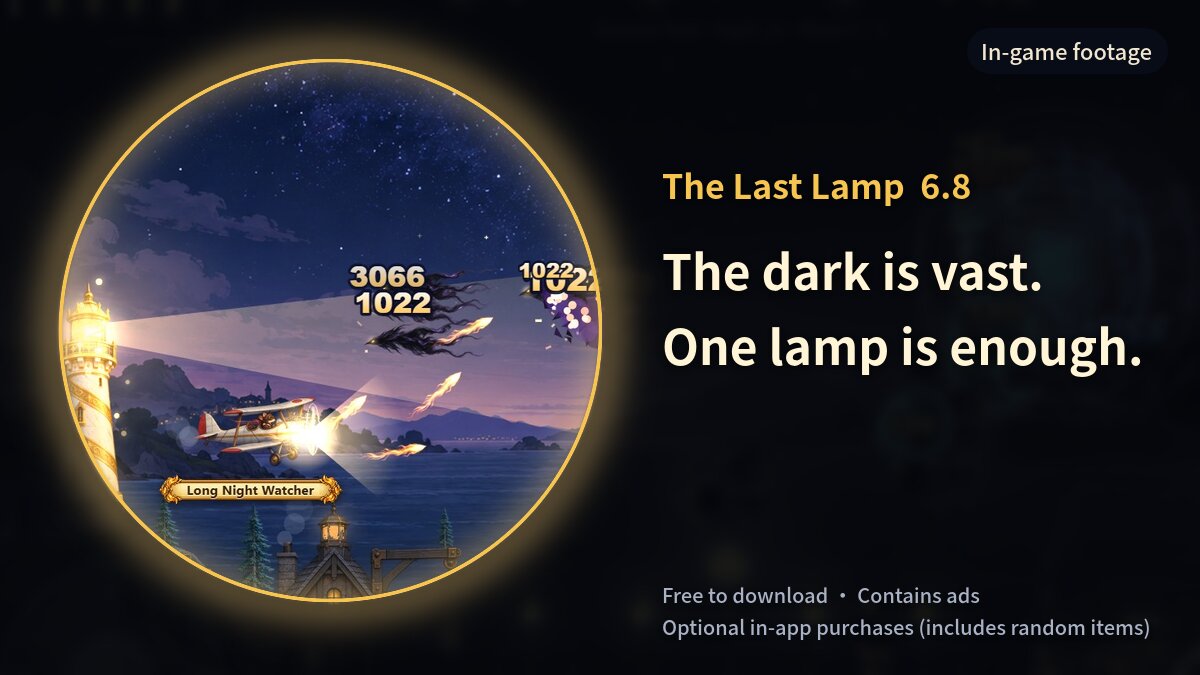 In-game footage
The Last Lamp 6.8
The dark is vast.
One lamp is enough.
3066
1022
1022
1022
Long Night Watcher
Free to download・Contains ads
Optional in-app purchases (includes random items)